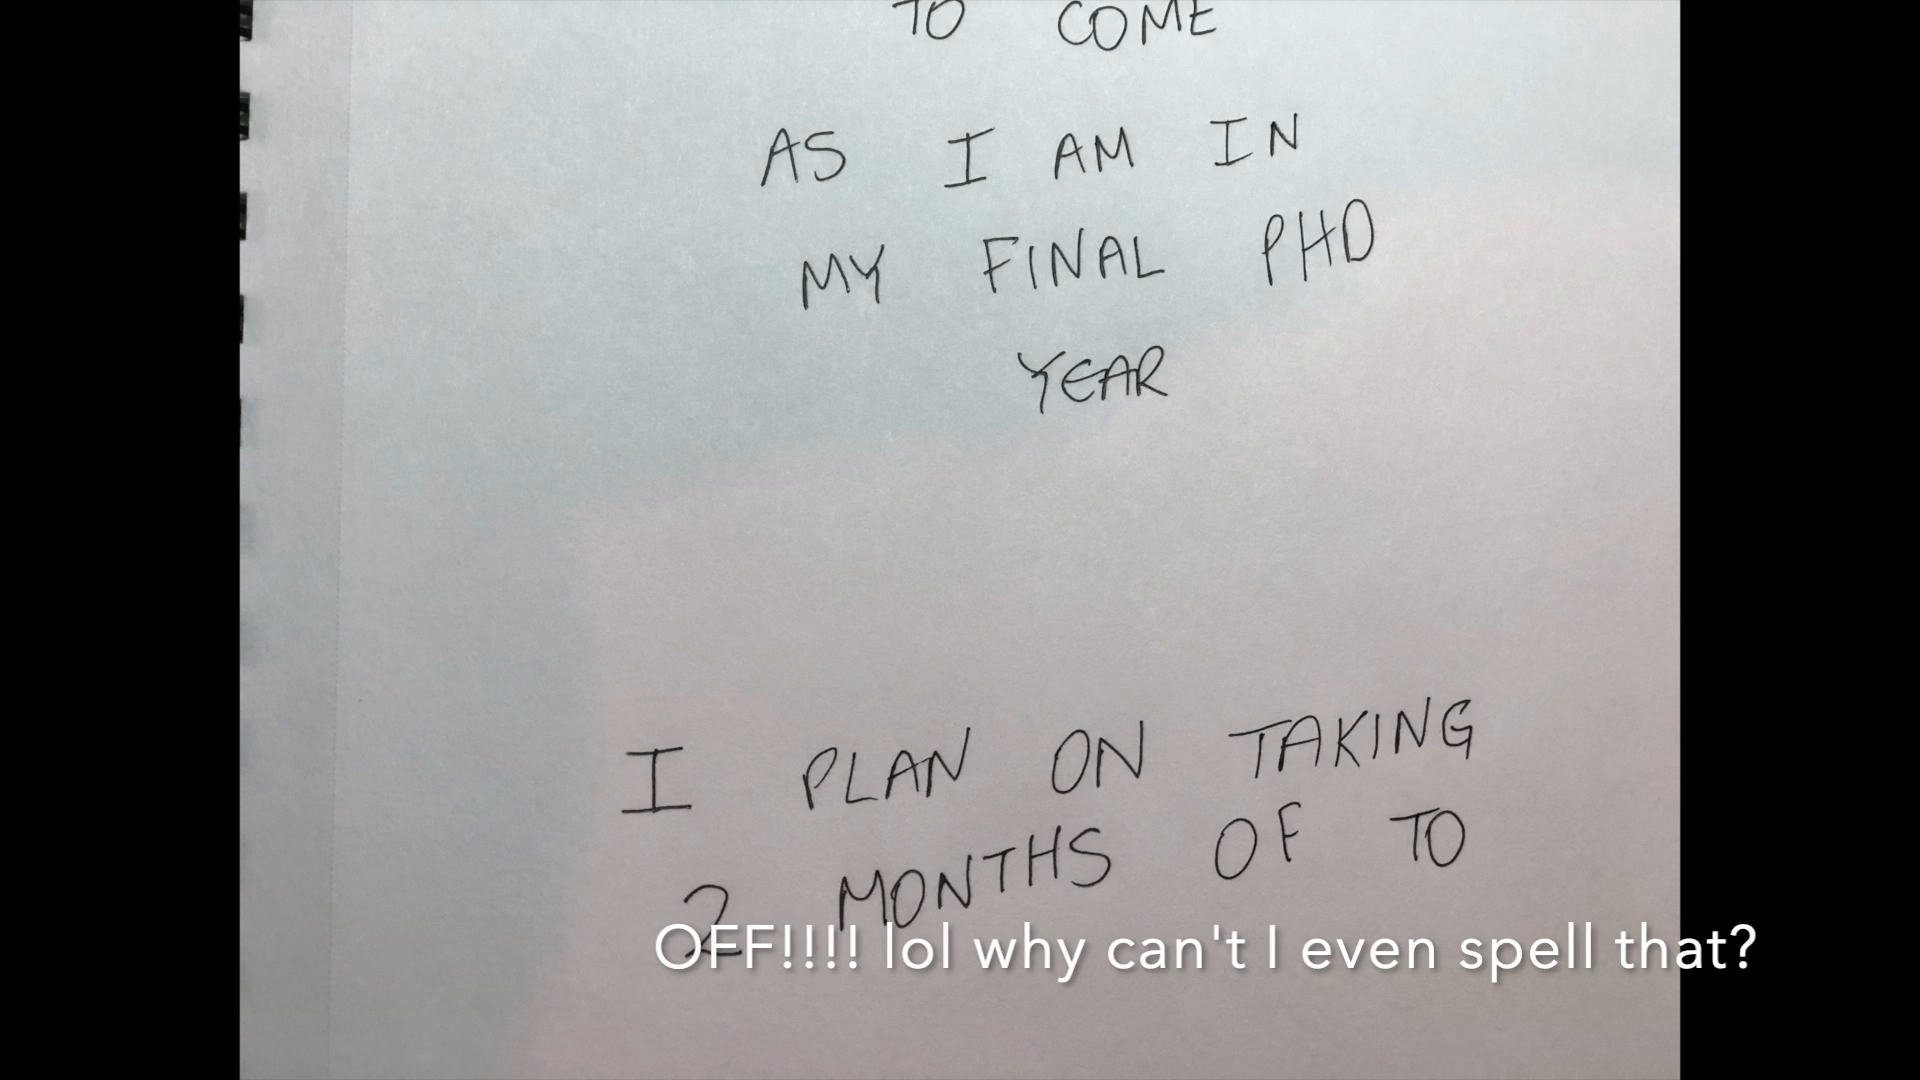 TO COME
AS I AM IN
MY FINAL PHD
YEAR
I PLAN ON TAKING
2 MONTHS OF TO
OFF!!!! lol why can't I even spell that?